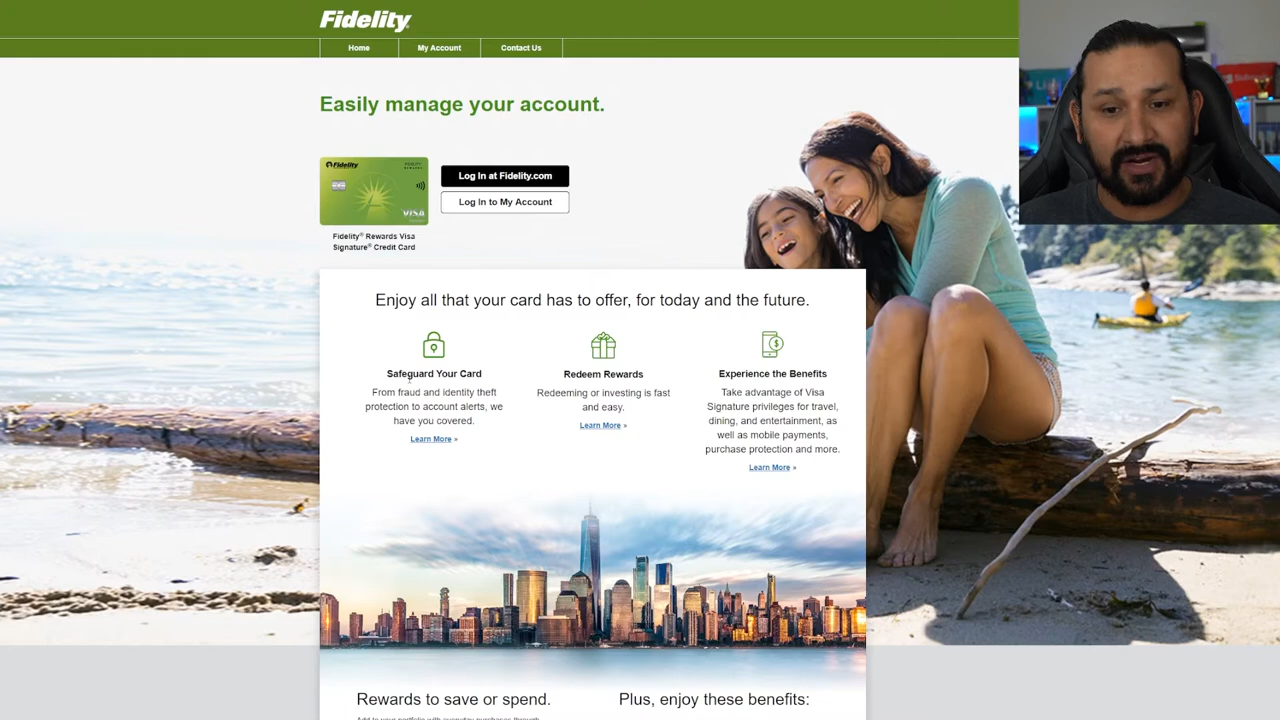 Fidelity
Home
My Account
Contact Us
Easily manage your account.
Fidelity
VISA
Log In at Fidelity.com
Log In to My Account
Fidelity® Rewards Visa
Signature® Credit Card
Enjoy all that your card has to offer, for today and the future.
Safeguard Your Card
From fraud and identity theft
protection to account alerts, we
have you covered.
Learn More »
Redeem Rewards
Redeeming or investing is fast
and easy.
Learn More »
Experience the Benefits
Take advantage of Visa
Signature privileges for travel,
dining, and entertainment, as
well as mobile payments,
purchase protection and more.
Learn More »
Rewards to save or spend.
Plus, enjoy these benefits: